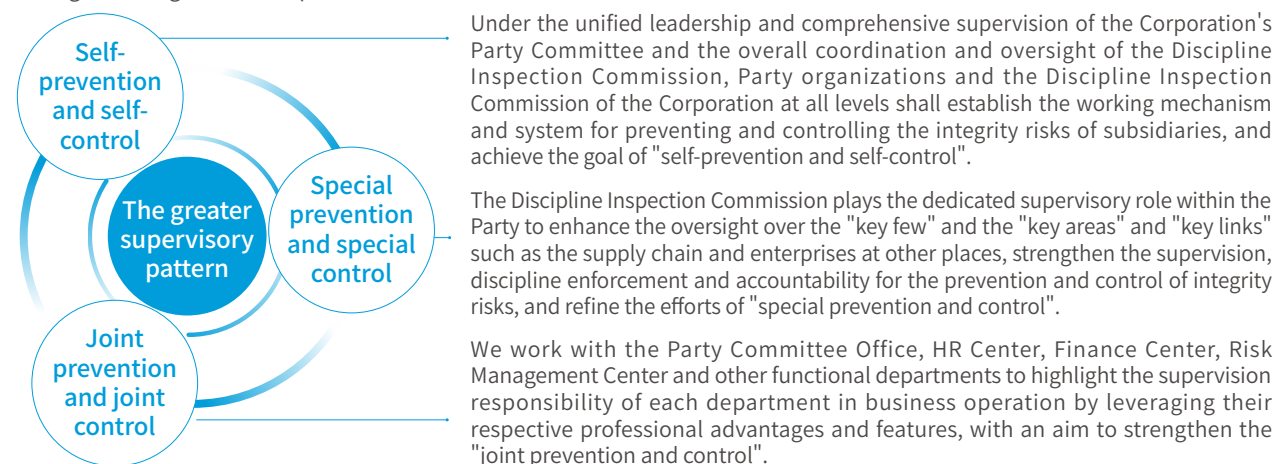 Self-
prevention
and self-
control
Special
prevention
and special
control
The greater
supervisory
pattern
Joint
prevention
and joint
control
Under the unified leadership and comprehensive supervision of the Corporation's
Party Committee and the overall coordination and oversight of the Discipline
Inspection Commission, Party organizations and the Discipline Inspection
Commission of the Corporation at all levels shall establish the working mechanism
and system for preventing and controlling the integrity risks of subsidiaries, and
achieve the goal of "self-prevention and self-control".
The Discipline Inspection Commission plays the dedicated supervisory role within the
Party to enhance the oversight over the "key few" and the "key areas" and "key links"
such as the supply chain and enterprises at other places, strengthen the supervision,
discipline enforcement and accountability for the prevention and control of integrity
risks, and refine the efforts of "special prevention and control".
We work with the Party Committee Office, HR Center, Finance Center, Risk
Management Center and other functional departments to highlight the supervision
responsibility of each department in business operation by leveraging their
respective professional advantages and features, with an aim to strengthen the
"joint prevention and control".